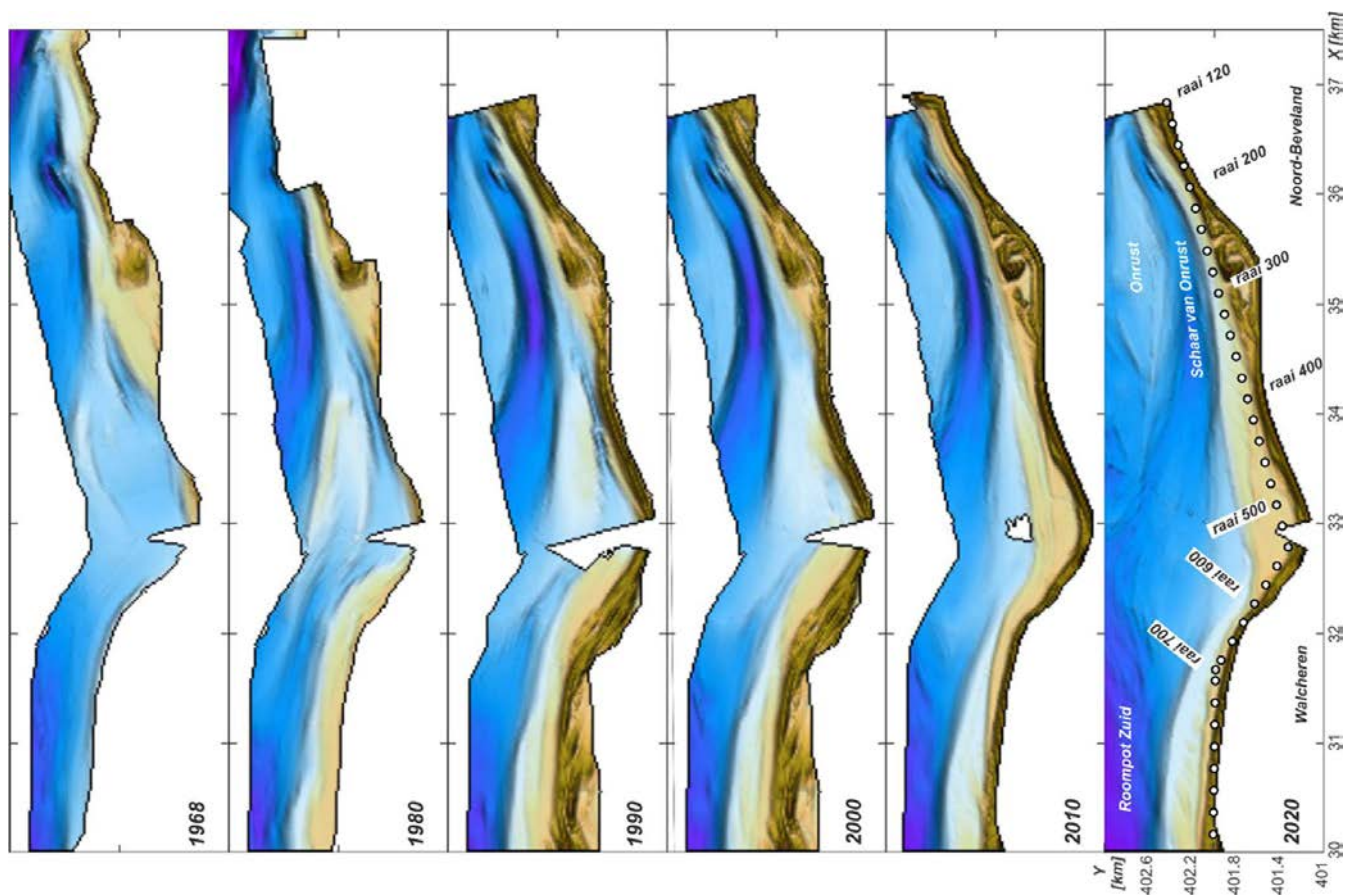 1968
1980
1990
2000
2010
Y
[km]
402.6
402.2
401.8
401.4
401
Roompot Zuid
Onrust
Schaar van Onrust
raai 700
raai 600
raai 500
raai 400
raai 300
raai 200
raai 120
2020
Walcheren
Noord-Beveland
30 31 32 33 34 35 36 37 X [km]